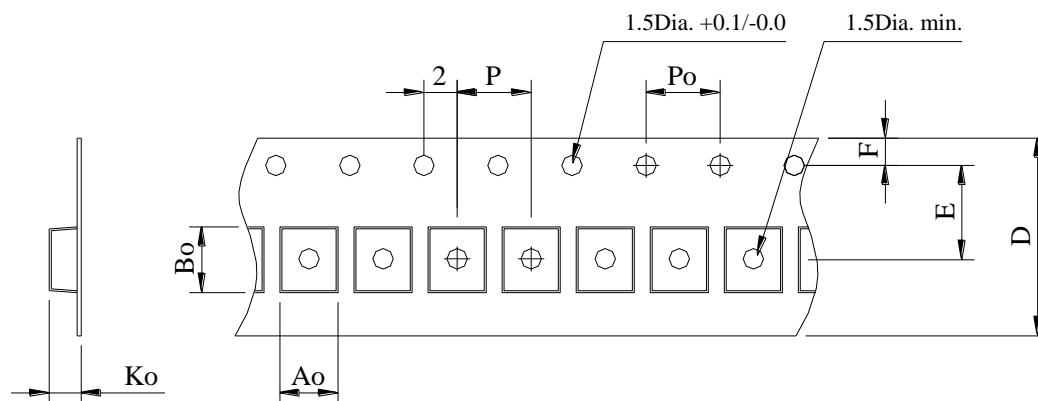 1.5Dia. +0.1/-0.0
1.5Dia. min.
2
P
Po
F
E
D
Bo
Ko
Ao